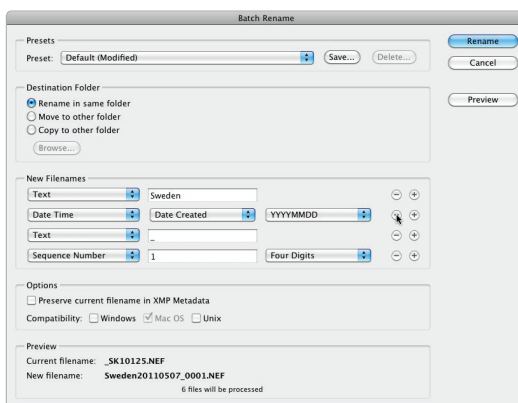 Batch Rename
Presets
Preset: Default (Modified) Save... Delete...
Rename
Cancel
Preview
Destination Folder
Rename in same folder
Move to other folder
Copy to other folder
Browse...
New Filenames
Text Sweden
Date Time Date Created YYYYMMDD
Text _
Sequence Number 1 Four Digits
Options
Preserve current filename in XMP Metadata
Compatibility: Windows Mac OS Unix
Preview
Current filename: _SK10125.NEF
New filename: Sweden20110507_0001.NEF
6 files will be processed